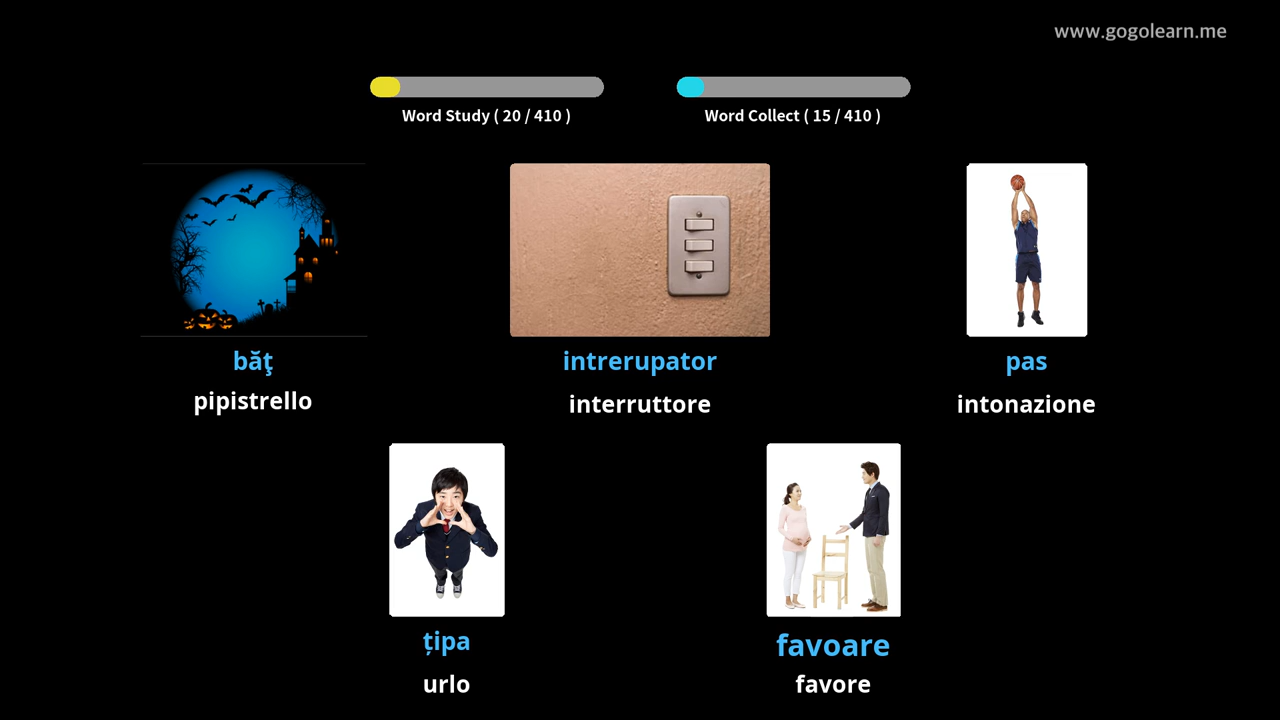 www.gogolearn.me
Word Study ( 20 / 410 )
Word Collect ( 15 / 410 )
băţ
intrerupator
pas
pipistrello
interruttore
intonazione
țipa
favoare
urlo
favore